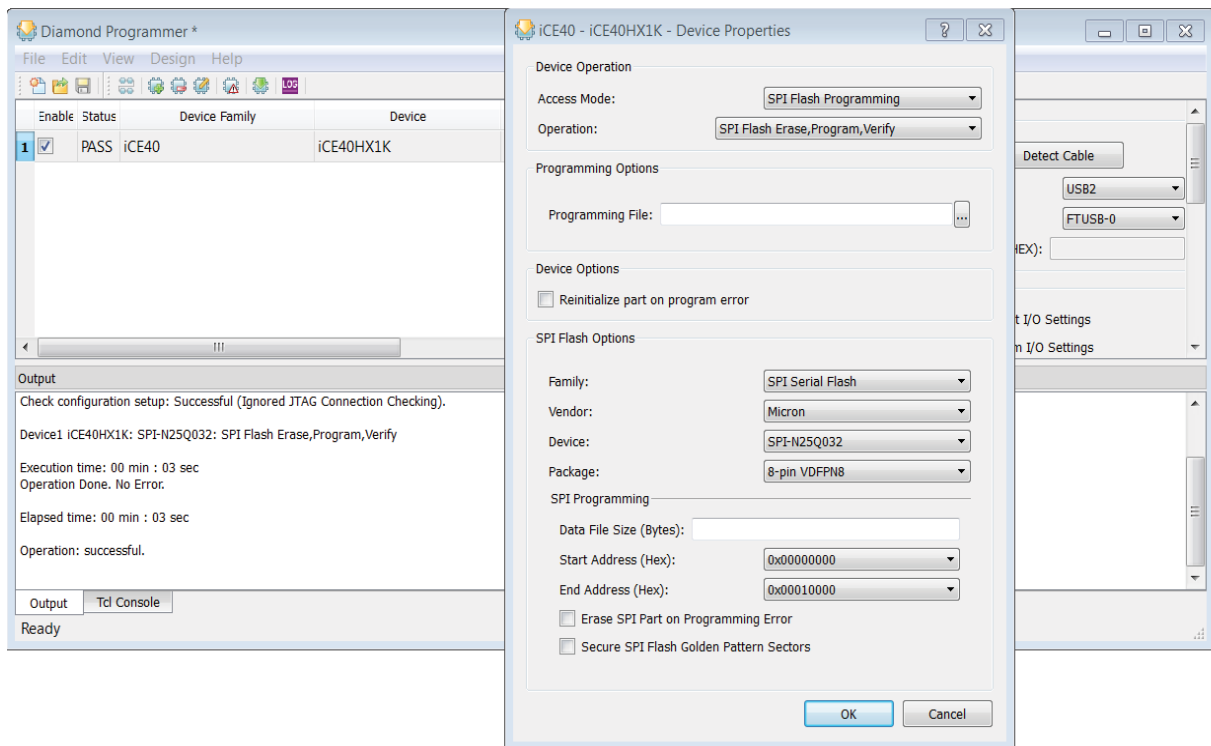 Diamond Programmer *
File Edit View Design Help
LOG
Enable Status Device Family Device
1 PASS iCE40 iCE40HX1K
Output
Check configuration setup: Successful (Ignored JTAG Connection Checking).
Device1 iCE40HX1K: SPI-N25Q032: SPI Flash Erase,Program,Verify
Execution time: 00 min : 03 sec
Operation Done. No Error.
Elapsed time: 00 min : 03 sec
Operation: successful.
Output Tcl Console
Ready
iCE40 - iCE40HX1K - Device Properties
Device Operation
Access Mode: SPI Flash Programming
Operation: SPI Flash Erase,Program,Verify
Programming Options
Programming File: ...
Device Options
Reinitialize part on program error
SPI Flash Options
Family: SPI Serial Flash
Vendor: Micron
Device: SPI-N25Q032
Package: 8-pin VDFPN8
SPI Programming
Data File Size (Bytes):
Start Address (Hex): 0x00000000
End Address (Hex): 0x00010000
Erase SPI Part on Programming Error
Secure SPI Flash Golden Pattern Sectors
OK Cancel
Detect Cable
USB2
FTUSB-0
HEX):
t I/O Settings
m I/O Settings